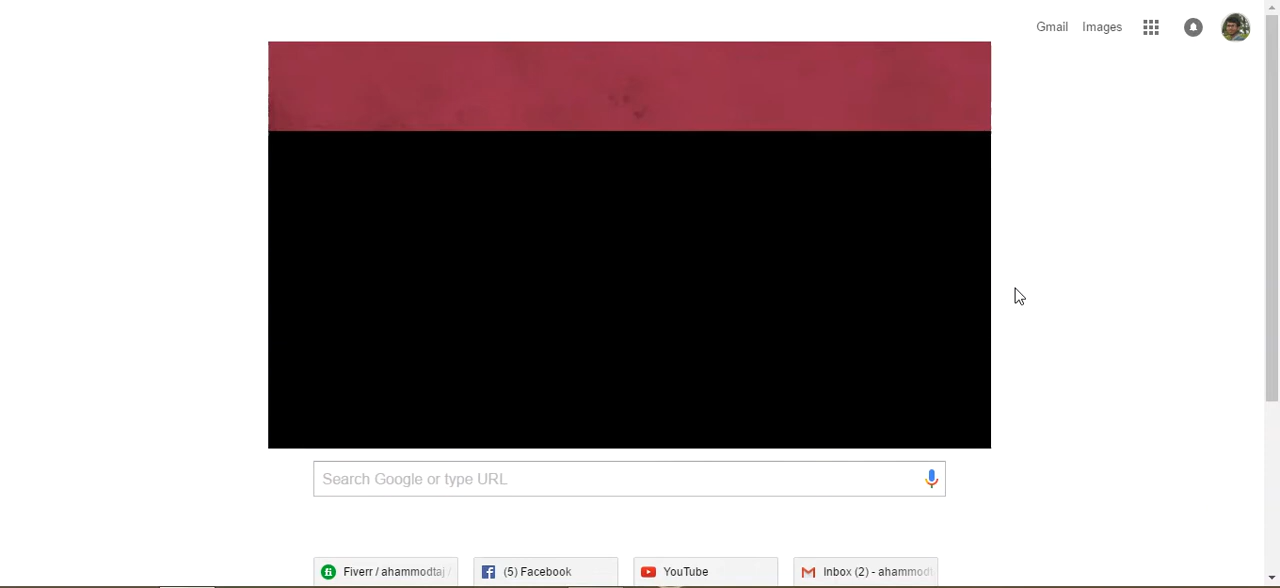 Gmail Images
Search Google or type URL
Fiverr / ahammodtaj / (5) Facebook YouTube Inbox (2) - ahammodt